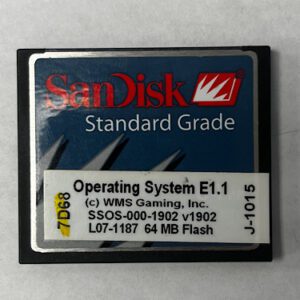 SanDisk
Standard Grade
7D68
Operating System E1.1
(c) WMS Gaming, Inc.
SSOS-000-1902 v1902
L07-1187 64 MB Flash
J-1015